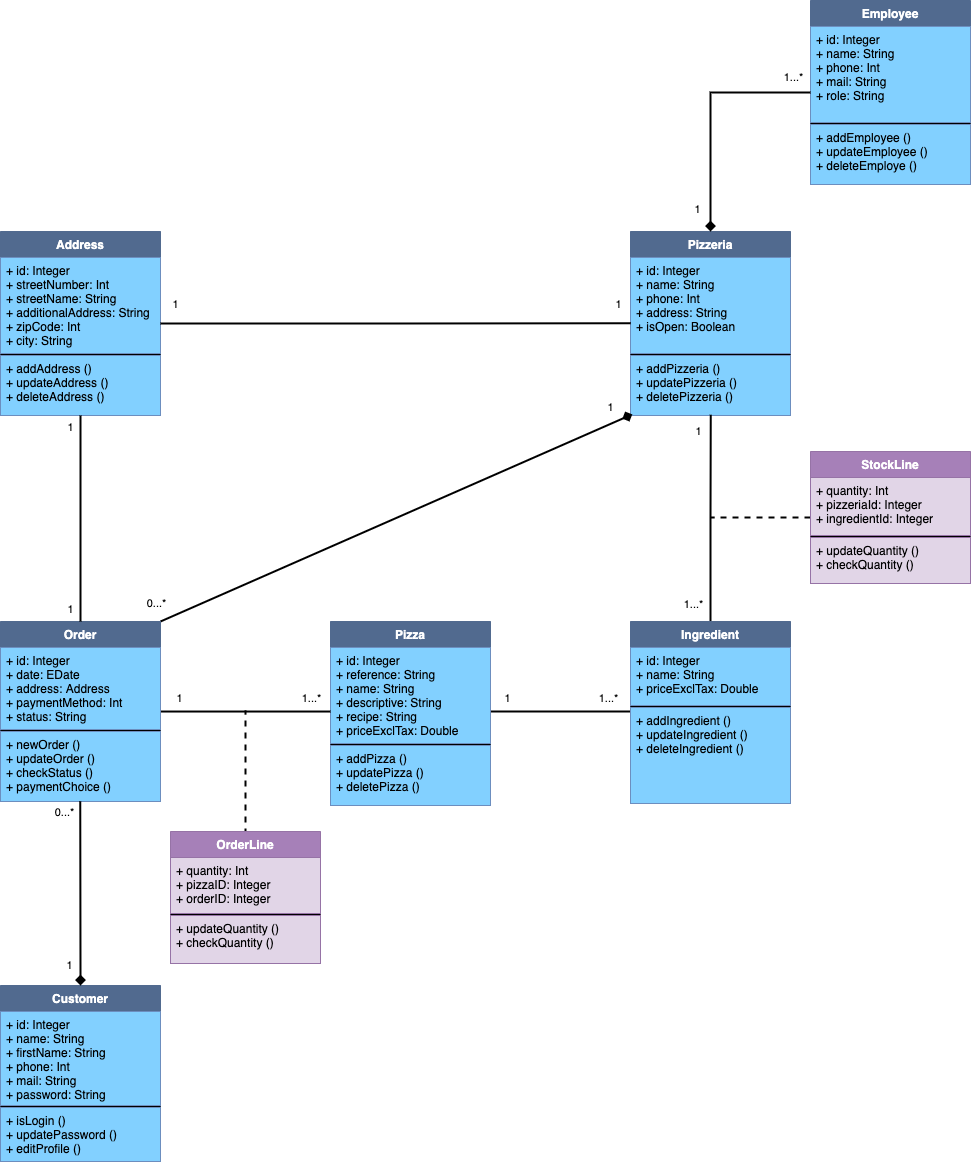 Employee
+ id: Integer
+ name: String
+ phone: Int
+ mail: String
+ role: String
+ addEmployee ()
+ updateEmployee ()
+ deleteEmploye ()
1...*
1
Address
+ id: Integer
+ streetNumber: Int
+ streetName: String
+ additionalAddress: String
+ zipCode: Int
+ city: String
+ addAddress ()
+ updateAddress ()
+ deleteAddress ()
1
1
Pizzeria
+ id: Integer
+ name: String
+ phone: Int
+ address: String
+ isOpen: Boolean
+ addPizzeria ()
+ updatePizzeria ()
+ deletePizzeria ()
1
1
1
StockLine
+ quantity: Int
+ pizzeriaId: Integer
+ ingredientId: Integer
+ updateQuantity ()
+ checkQuantity ()
1
0...*
1...*
Order
+ id: Integer
+ date: EDate
+ address: Address
+ paymentMethod: Int
+ status: String
+ newOrder ()
+ updateOrder ()
+ checkStatus ()
+ paymentChoice ()
1
1...*
Pizza
+ id: Integer
+ reference: String
+ name: String
+ descriptive: String
+ recipe: String
+ priceExclTax: Double
+ addPizza ()
+ updatePizza ()
+ deletePizza ()
1
1...*
Ingredient
+ id: Integer
+ name: String
+ priceExclTax: Double
+ addIngredient ()
+ updateIngredient ()
+ deleteIngredient ()
0...*
OrderLine
+ quantity: Int
+ pizzaID: Integer
+ orderID: Integer
+ updateQuantity ()
+ checkQuantity ()
1
Customer
+ id: Integer
+ name: String
+ firstName: String
+ phone: Int
+ mail: String
+ password: String
+ isLogin ()
+ updatePassword ()
+ editProfile ()